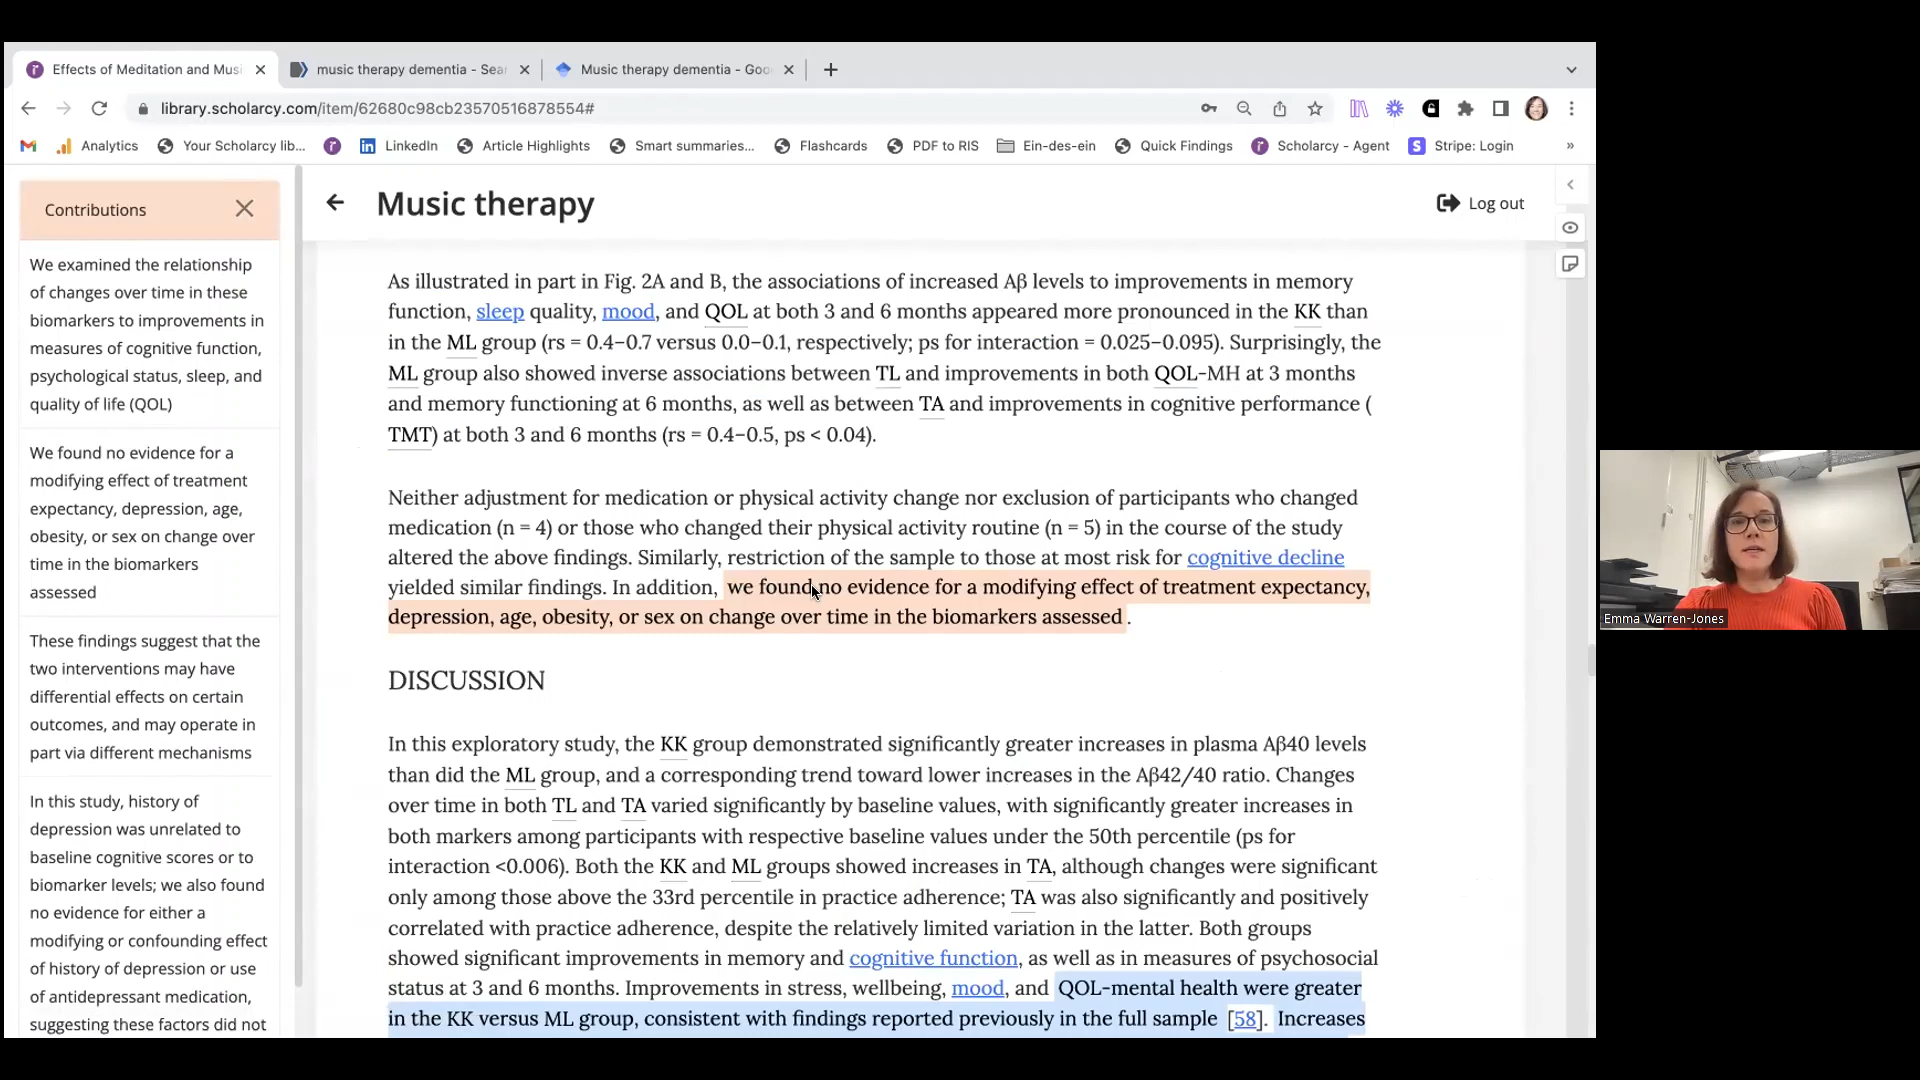 Effects of Meditation and Musi
music therapy dementia - Sear
Music therapy dementia - Goo
library.scholarcy.com/item/62680c98cb23570516878554#
Analytics
Your Scholarcy lib...
LinkedIn
Article Highlights
Smart summaries...
Flashcards
PDF to RIS
Ein-des-ein
Quick Findings
Scholarcy - Agent
Stripe: Login
»
Contributions
We examined the relationship
of changes over time in these
biomarkers to improvements in
measures of cognitive function,
psychological status, sleep, and
quality of life (QOL)
We found no evidence for a
modifying effect of treatment
expectancy, depression, age,
obesity, or sex on change over
time in the biomarkers
assessed
These findings suggest that the
two interventions may have
differential effects on certain
outcomes, and may operate in
part via different mechanisms
In this study, history of
depression was unrelated to
baseline cognitive scores or to
biomarker levels; we also found
no evidence for either a
modifying or confounding effect
of history of depression or use
of antidepressant medication,
suggesting these factors did not
Music therapy
Log out
As illustrated in part in Fig. 2A and B, the associations of increased Aβ levels to improvements in memory
function, sleep quality, mood, and QOL at both 3 and 6 months appeared more pronounced in the KK than
in the ML group (rs = 0.4–0.7 versus 0.0–0.1, respectively; ps for interaction = 0.025–0.095). Surprisingly, the
ML group also showed inverse associations between TL and improvements in both QOL-MH at 3 months
and memory functioning at 6 months, as well as between TA and improvements in cognitive performance (
TMT) at both 3 and 6 months (rs = 0.4–0.5, ps < 0.04).
Neither adjustment for medication or physical activity change nor exclusion of participants who changed
medication (n = 4) or those who changed their physical activity routine (n = 5) in the course of the study
altered the above findings. Similarly, restriction of the sample to those at most risk for cognitive decline
yielded similar findings. In addition, we found no evidence for a modifying effect of treatment expectancy,
depression, age, obesity, or sex on change over time in the biomarkers assessed .
DISCUSSION
In this exploratory study, the KK group demonstrated significantly greater increases in plasma Aβ40 levels
than did the ML group, and a corresponding trend toward lower increases in the Aβ42/40 ratio. Changes
over time in both TL and TA varied significantly by baseline values, with significantly greater increases in
both markers among participants with respective baseline values under the 50th percentile (ps for
interaction <0.006). Both the KK and ML groups showed increases in TA, although changes were significant
only among those above the 33rd percentile in practice adherence; TA was also significantly and positively
correlated with practice adherence, despite the relatively limited variation in the latter. Both groups
showed significant improvements in memory and cognitive function, as well as in measures of psychosocial
status at 3 and 6 months. Improvements in stress, wellbeing, mood, and QOL-mental health were greater
in the KK versus ML group, consistent with findings reported previously in the full sample [58]. Increases
Emma Warren-Jones